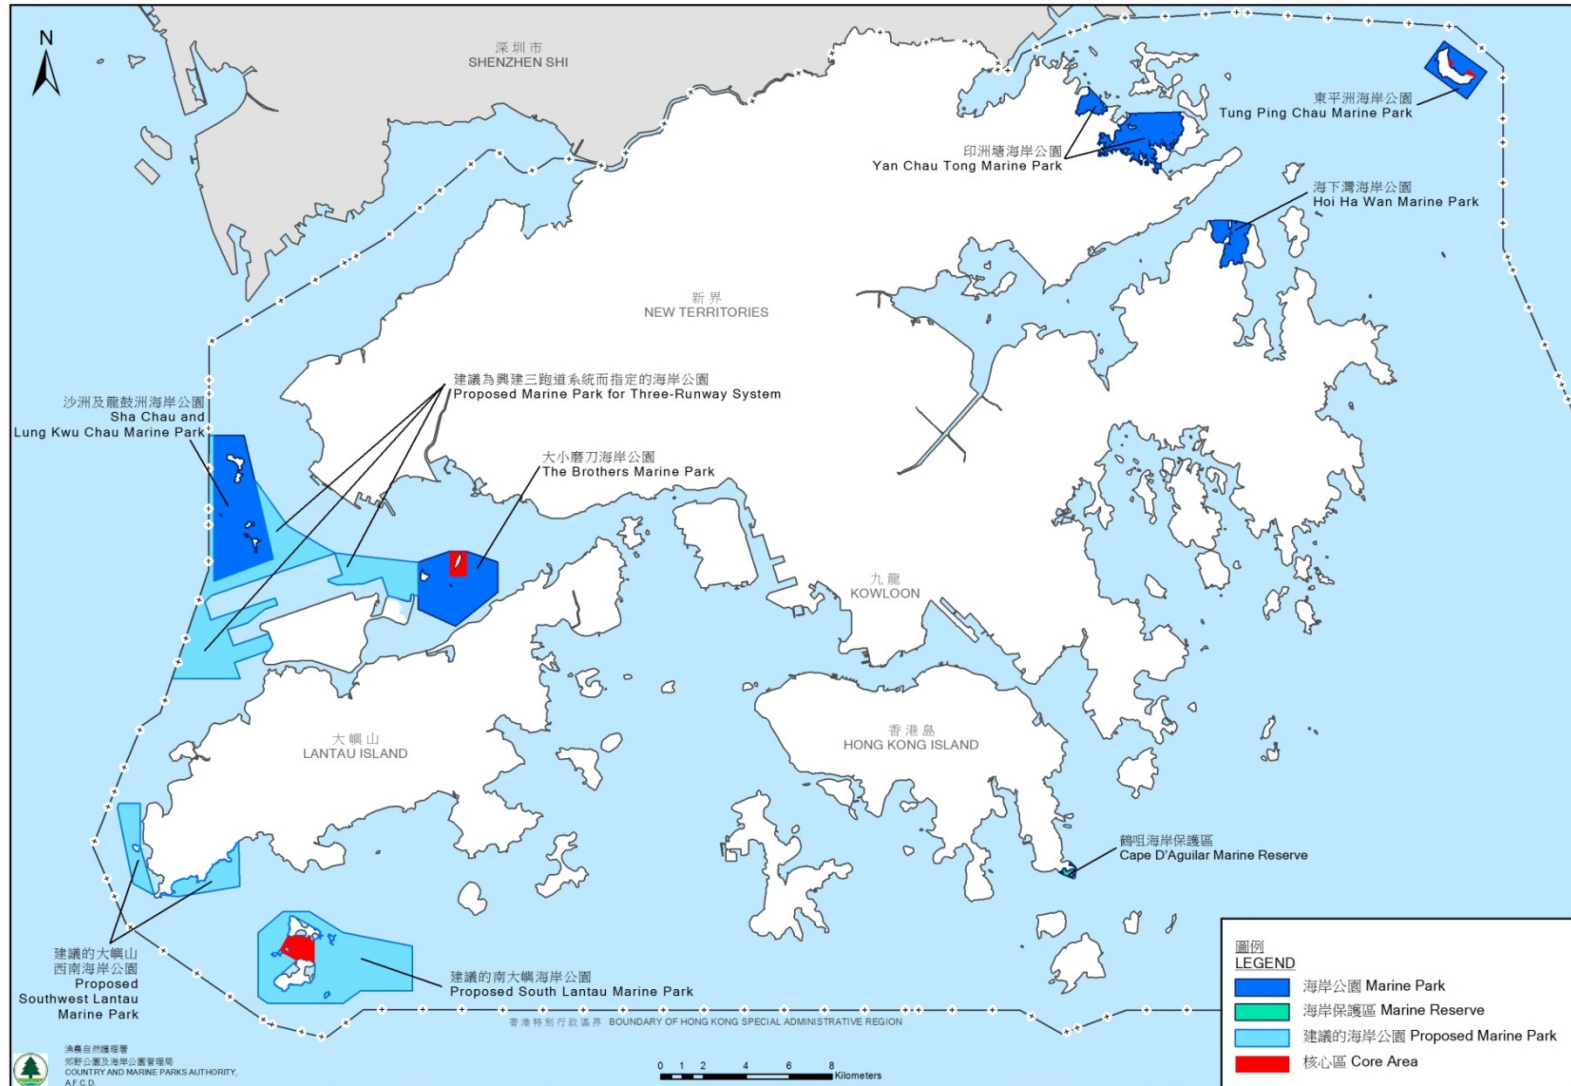 N
深圳市
SHENZHEN SHI
東平洲海岸公園
Tung Ping Chau Marine Park
印洲塘海岸公園
Yan Chau Tong Marine Park
海下灣海岸公園
Hoi Ha Wan Marine Park
新界
NEW TERRITORIES
建議為興建三跑道系統而指定的海岸公園
Proposed Marine Park for Three-Runway System
沙洲及龍鼓洲海岸公園
Sha Chau and
Lung Kwu Chau Marine Park
大小磨刀海岸公園
The Brothers Marine Park
九龍
KOWLOON
大嶼山
LANTAU ISLAND
香港島
HONG KONG ISLAND
鶴咀海岸保護區
Cape D'Aguilar Marine Reserve
建議的大嶼山
西南海岸公園
Proposed
Southwest Lantau
Marine Park
建議的南大嶼海岸公園
Proposed South Lantau Marine Park
香港特別行政區界 BOUNDARY OF HONG KONG SPECIAL ADMINISTRATIVE REGION
圖例
LEGEND
海岸公園 Marine Park
海岸保護區 Marine Reserve
建議的海岸公園 Proposed Marine Park
核心區 Core Area
漁農自然護理署
郊野公園及海岸公園管理局
COUNTRY AND MARINE PARKS AUTHORITY,
A.F.C.D.
0 1 2 4 6 8
Kilometers